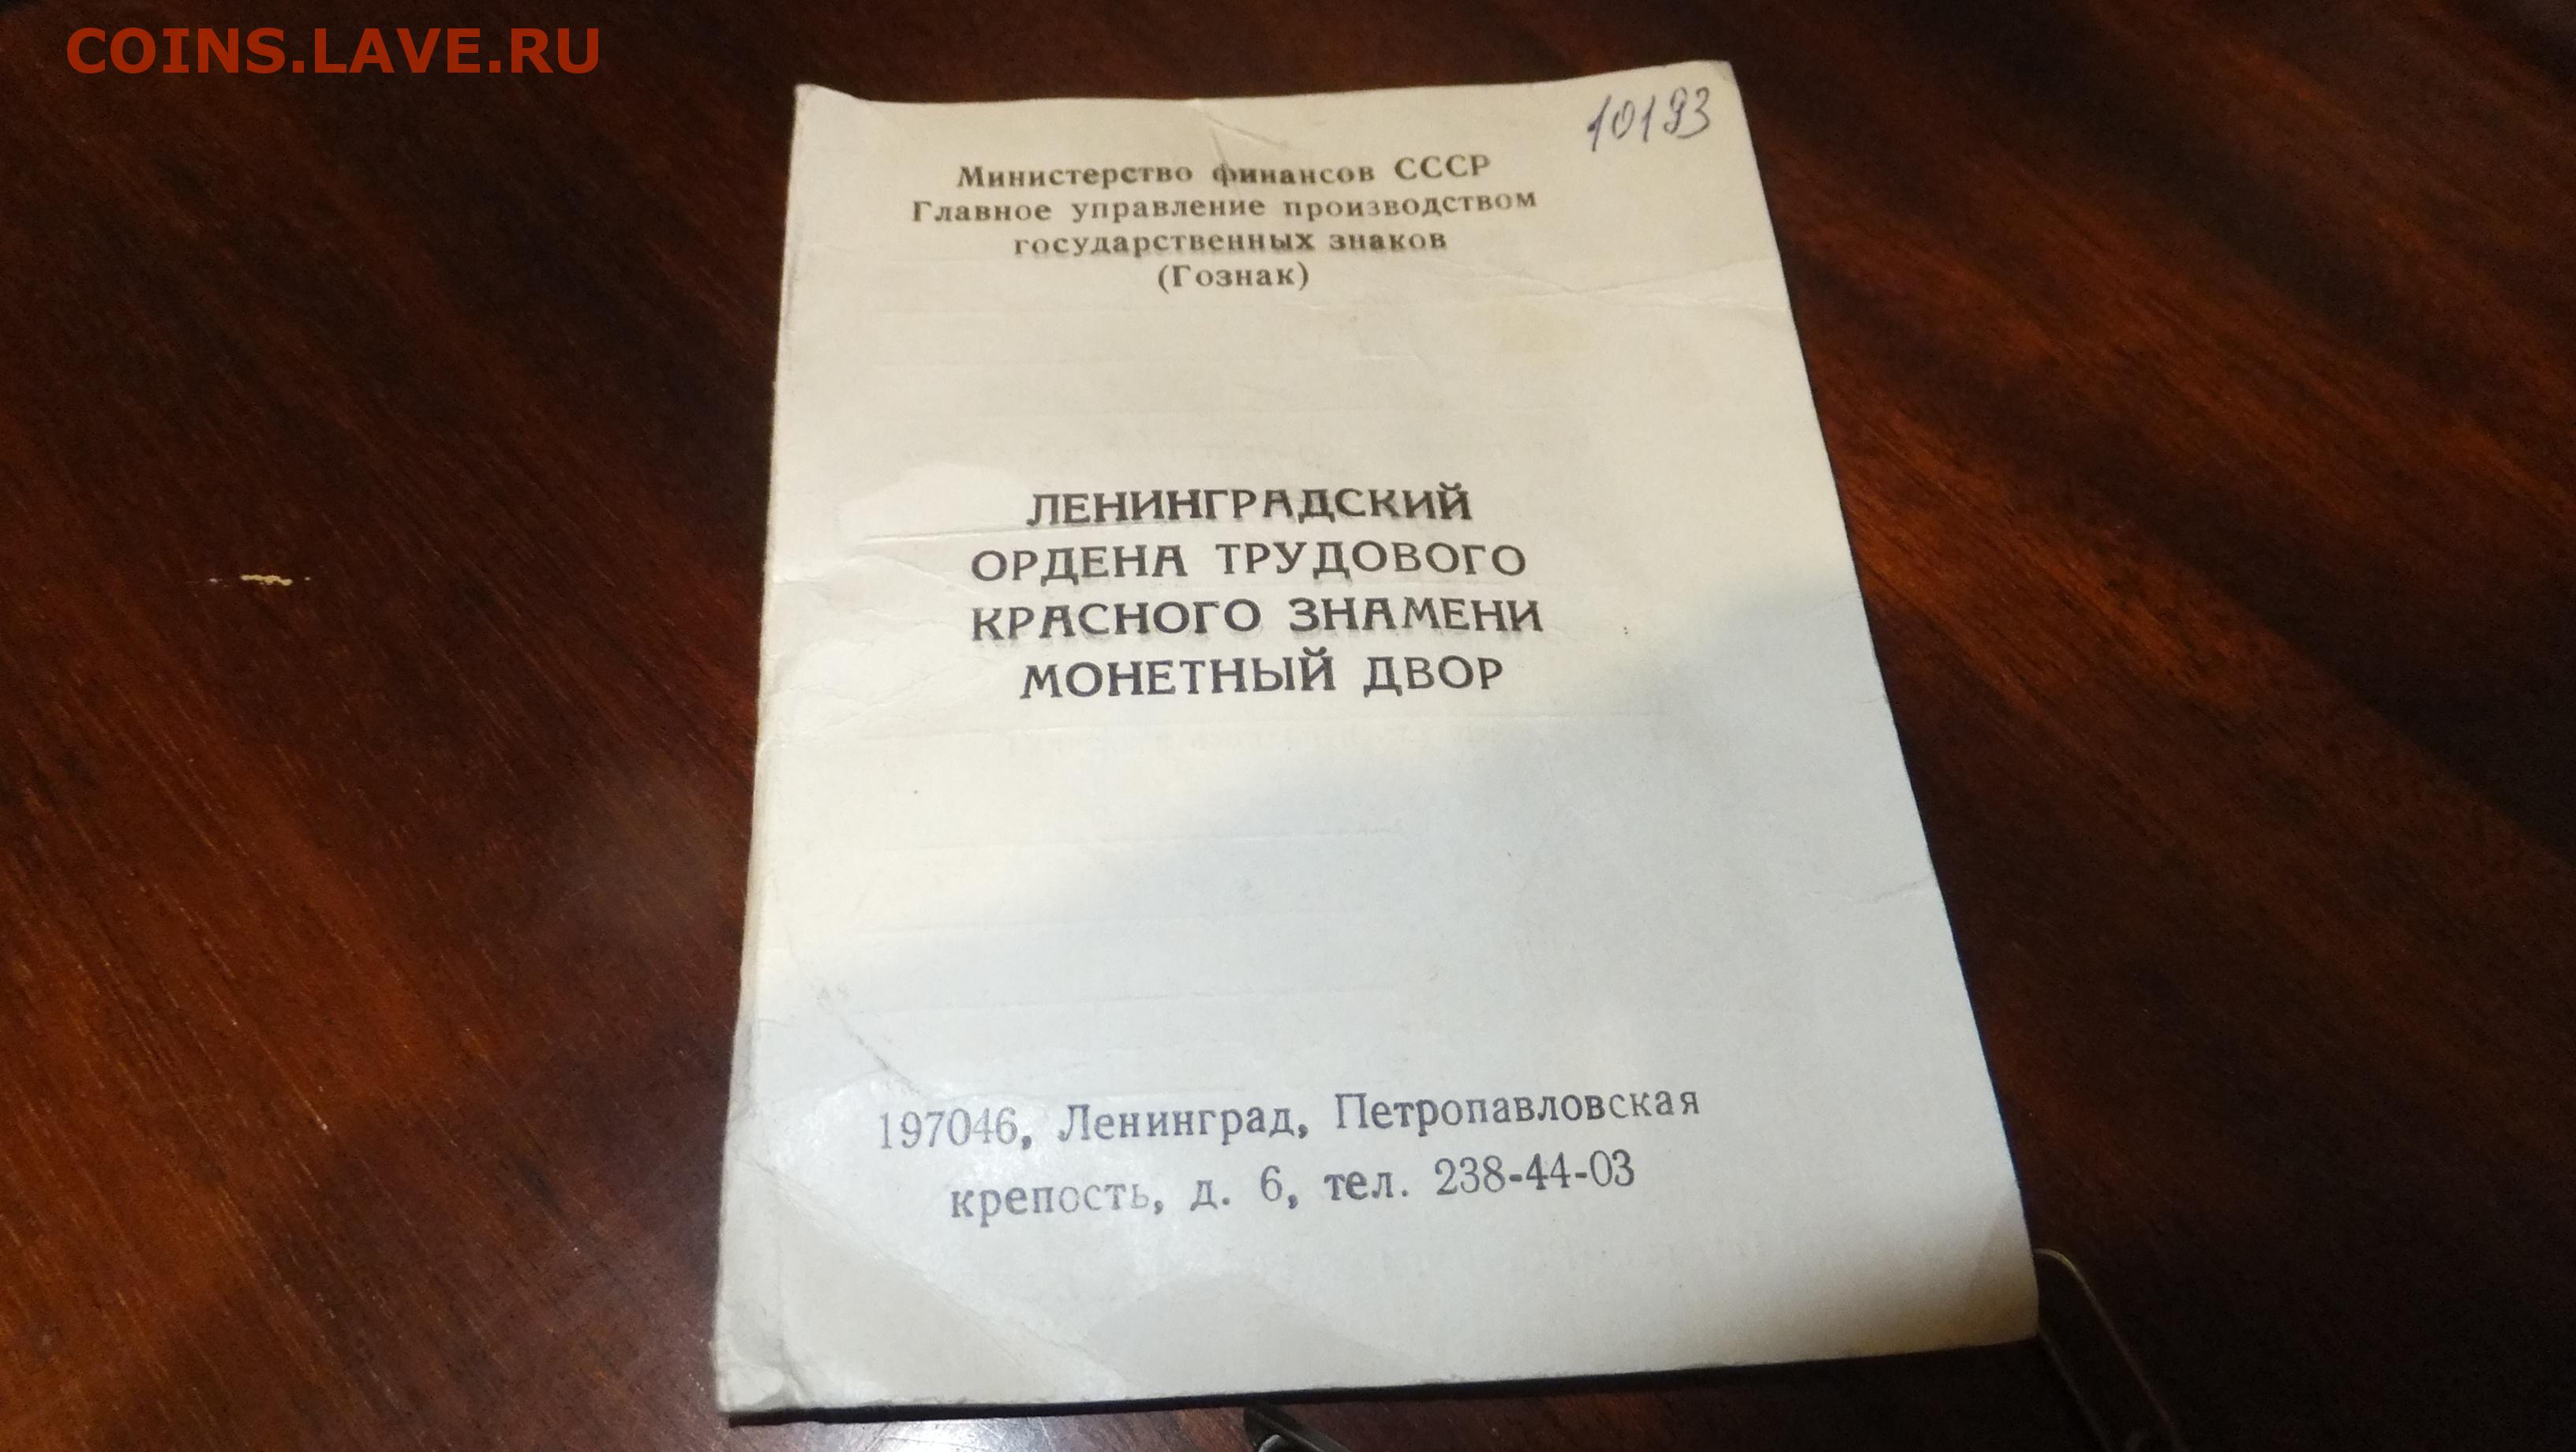 COINS.LAVE.RU
10193
Министерство финансов СССР
Главное управление производством
государственных знаков
(Гознак)
ЛЕНИНГРАДСКИЙ
ОРДЕНА ТРУДОВОГО
КРАСНОГО ЗНАМЕНИ
МОНЕТНЫЙ ДВОР
197046, Ленинград, Петропавловская
крепость, д. 6, тел. 238-44-03